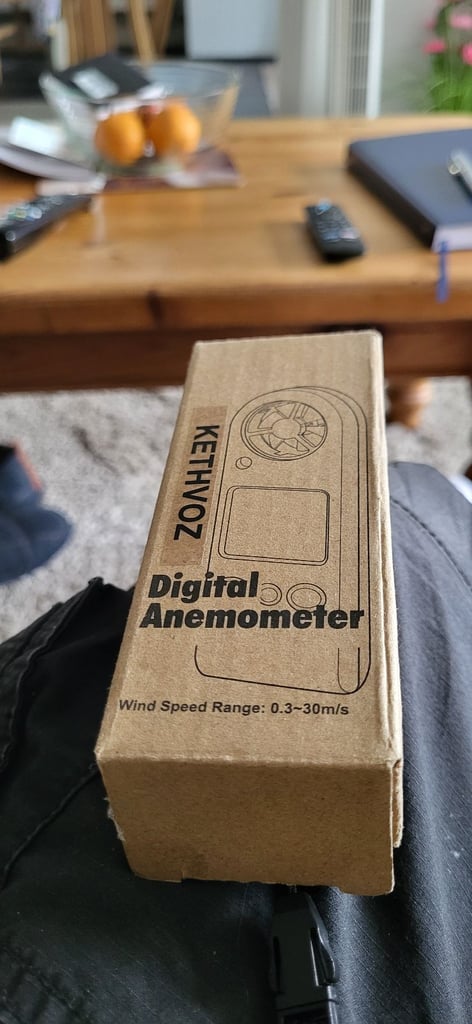 KETHVOZ
Digital
Anemometer
Wind Speed Range: 0.3~30m/s